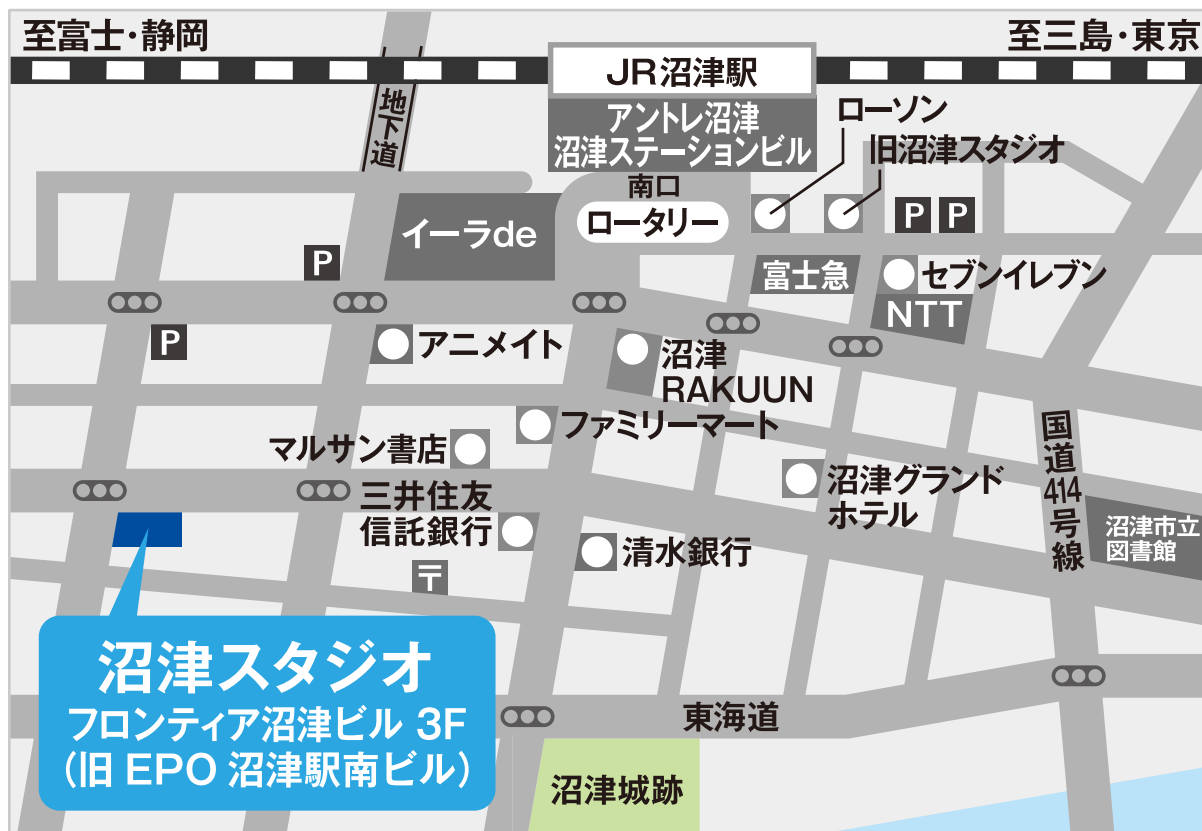 至富士・静岡
至三島・東京
JR沼津駅
アントレ沼津
沼津ステーションビル
地下道
ローソン
旧沼津スタジオ
南口
ロータリー
イーラde
P
P
P
富士急
セブンイレブン
NTT
P
アニメイト
沼津
RAKUUN
ファミリーマート
マルサン書店
国道414号線
三井住友
信託銀行
沼津グランド
ホテル
沼津市立
図書館
清水銀行
〒
沼津スタジオ
フロンティア沼津ビル 3F
(旧 EPO 沼津駅南ビル)
東海道
沼津城跡